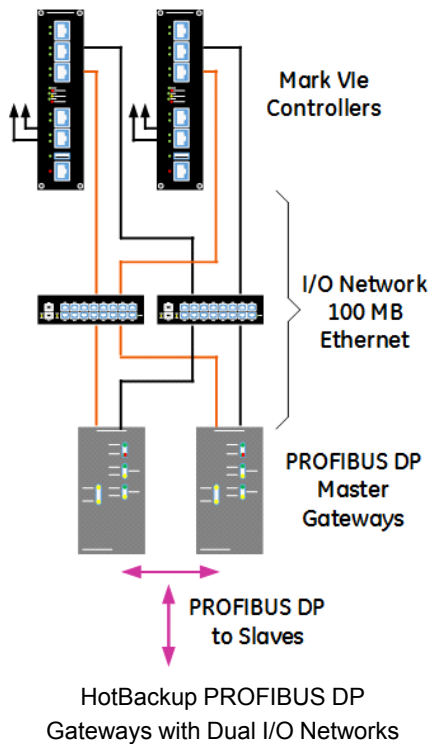 Mark VIe
Controllers
I/O Network
100 MB
Ethernet
PROFIBUS DP
Master
Gateways
PROFIBUS DP
to Slaves
HotBackup PROFIBUS DP
Gateways with Dual I/O Networks